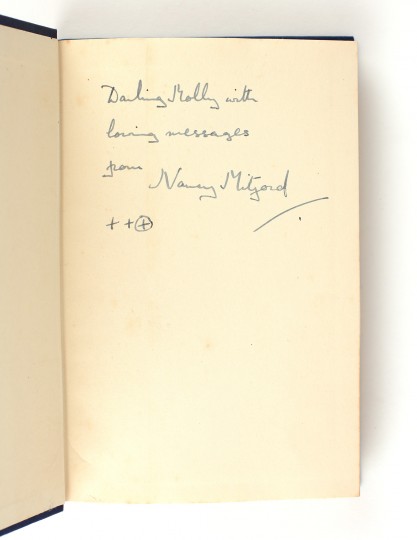 Darling Molly with
loving messages
from Nancy Mitford
+ + +